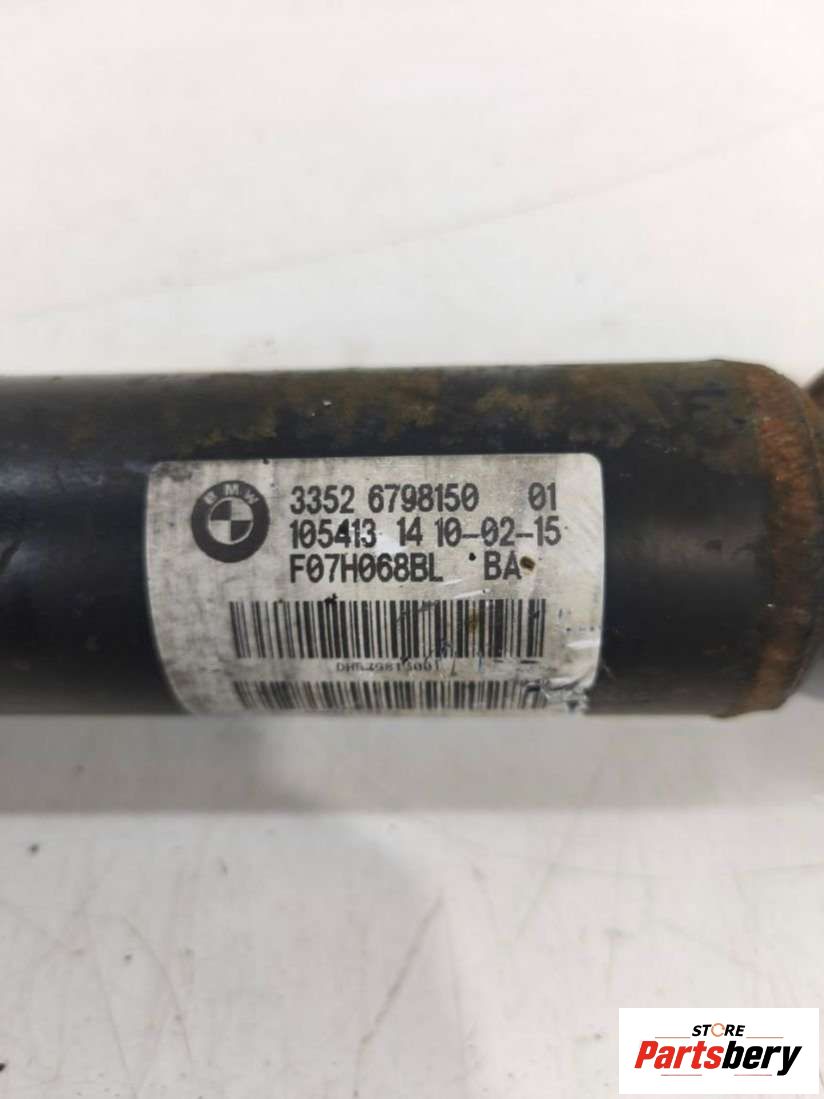 BMW
3352 6798150 01
105413 14 10-02-15
F07H068BL BA
STORE
Partsbery